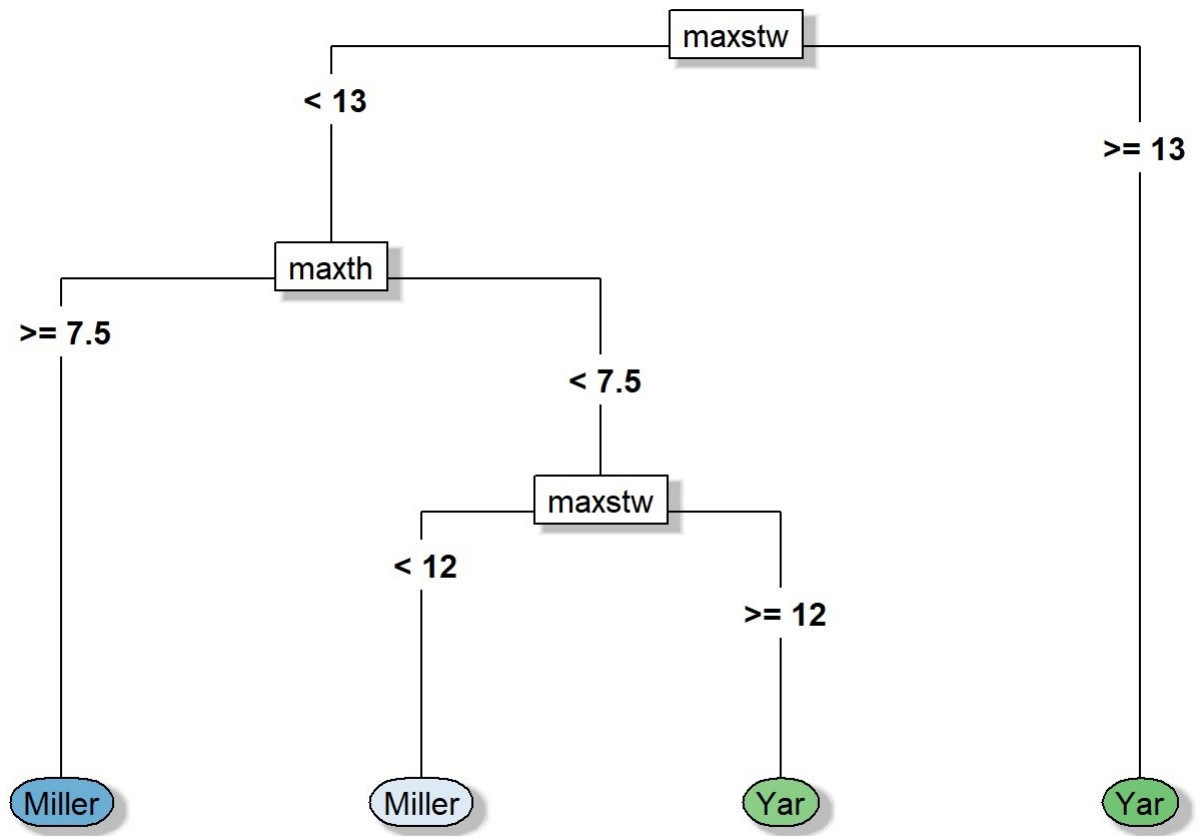 maxstw
< 13
>= 13
maxth
>= 7.5
< 7.5
maxstw
< 12
>= 12
Miller
Miller
Yar
Yar